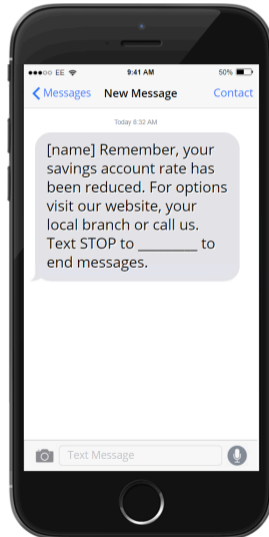 EE 9:41 AM 50%
Messages New Message Contact
Today 8:32 AM
[name] Remember, your
savings account rate has
been reduced. For options
visit our website, your
local branch or call us.
Text STOP to _________ to
end messages.
Text Message